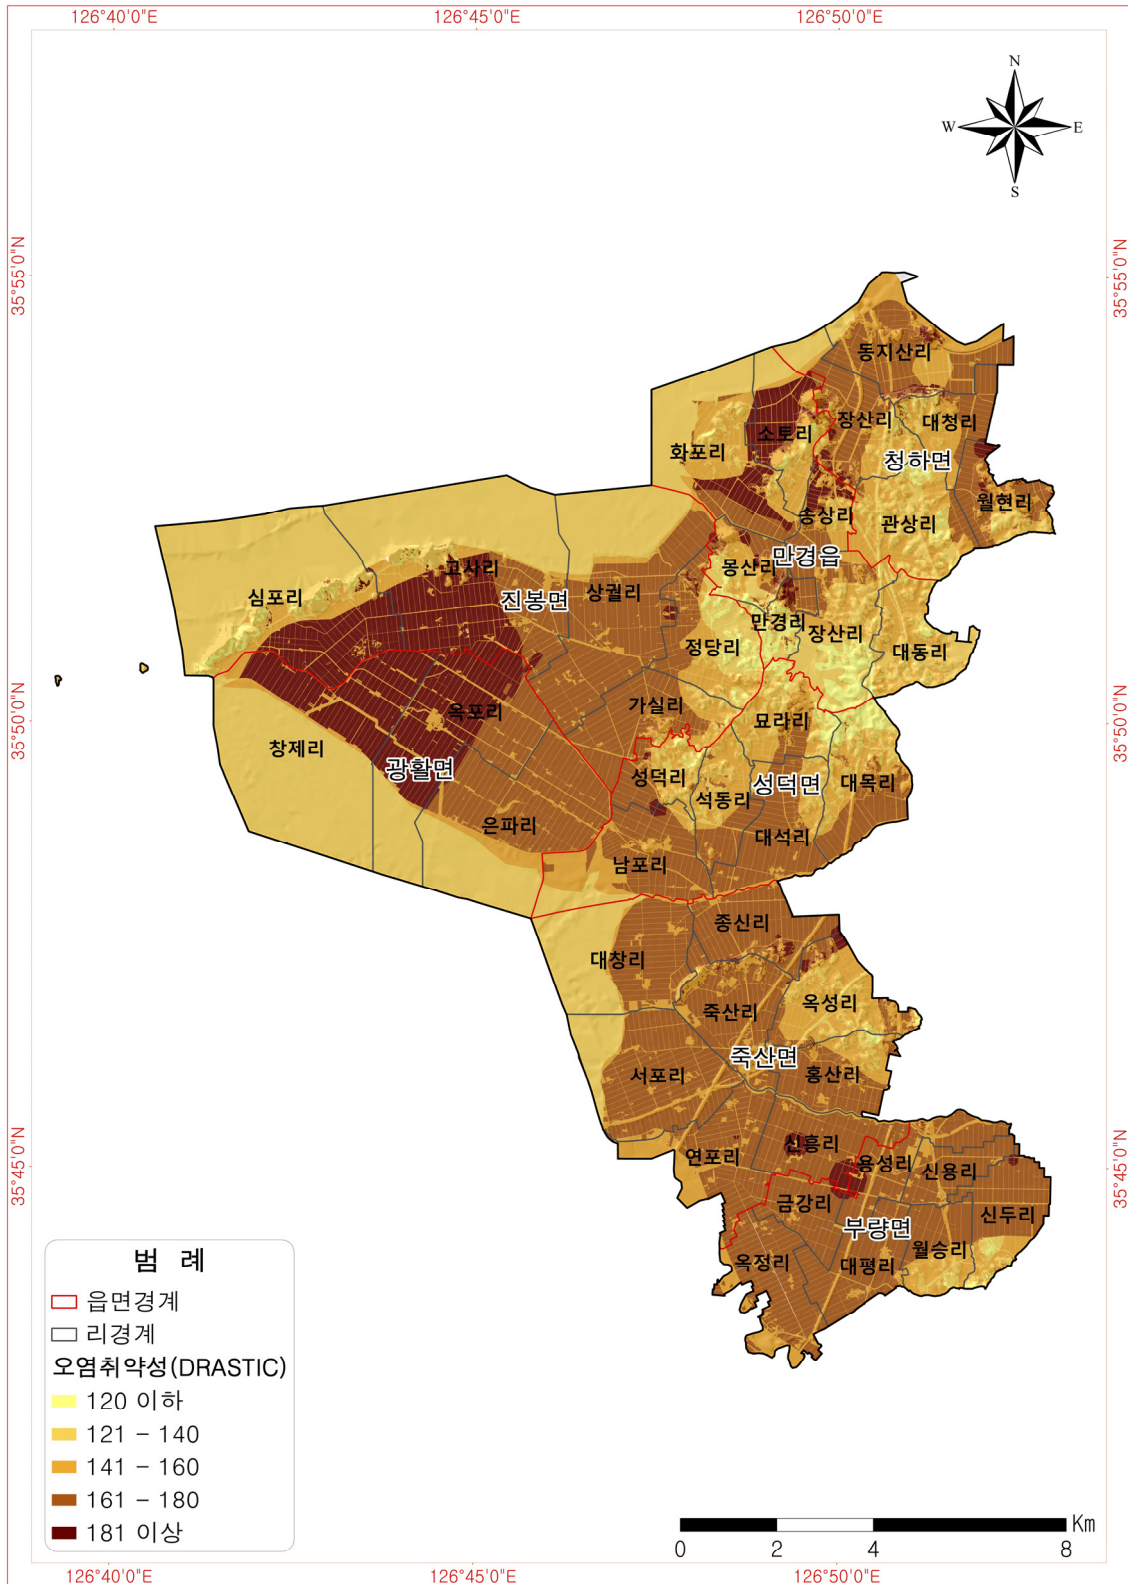 126°40'0"E
126°45'0"E
126°50'0"E
N
W
E
S
35°55'0"N
35°55'0"N
동지산리
장산리
대청리
소토리
화포리
청하면
월현리
송상리
관상리
만경읍
몽산리
고사리
상궐리
심포리
진봉면
만경리
장산리
정당리
대동리
가실리
옥포리
묘라리
35°50'0"N
35°50'0"N
창제리
광활면
성덕리
성덕면
대목리
석동리
은파리
대석리
남포리
종신리
대창리
옥성리
죽산리
죽산면
서포리
홍산리
신흥리
연포리
용성리
신용리
35°45'0"N
35°45'0"N
금강리
신두리
부량면
월승리
옥정리
대평리
범 례
읍면경계
리경계
오염취약성(DRASTIC)
120 이하
121 - 140
141 - 160
161 - 180
181 이상
Km
0
2
4
8
126°40'0"E
126°45'0"E
126°50'0"E